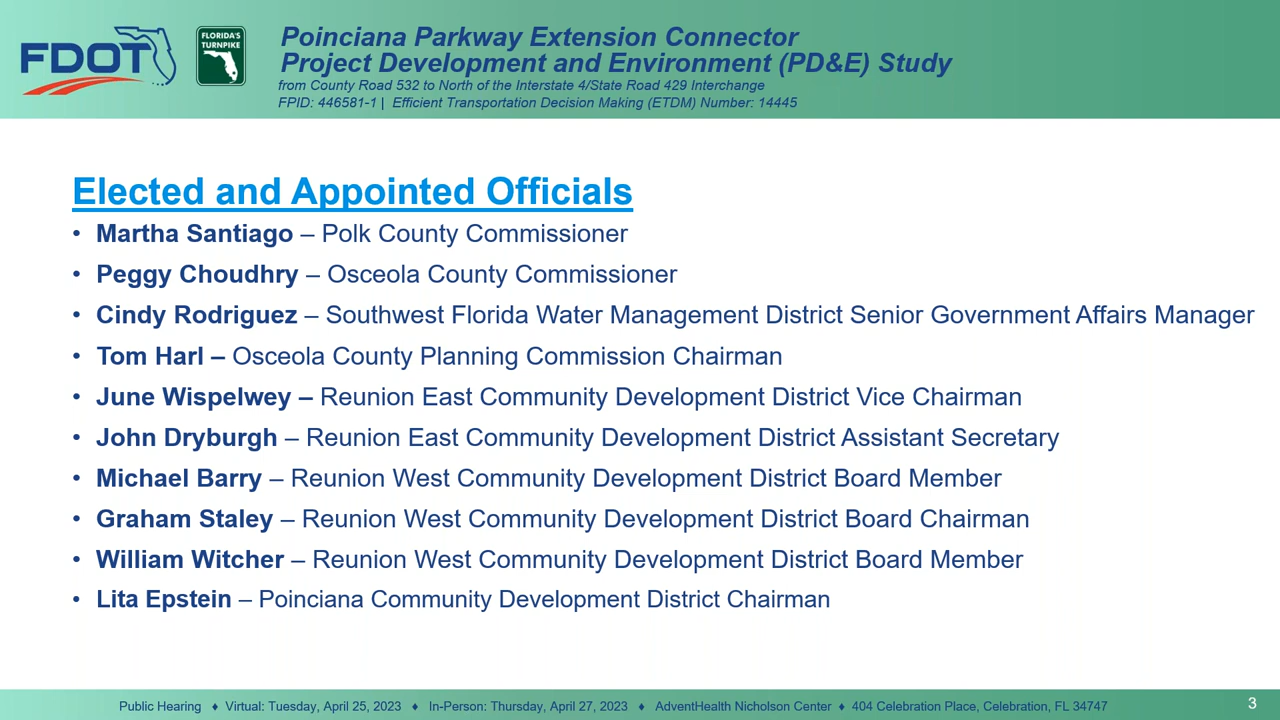 FDOT
FLORIDA'S
TURNPIKE
Poinciana Parkway Extension Connector
Project Development and Environment (PD&E) Study
from County Road 532 to North of the Interstate 4/State Road 429 Interchange
FPID: 446581-1 | Efficient Transportation Decision Making (ETDM) Number: 14445
Elected and Appointed Officials
• Martha Santiago – Polk County Commissioner
• Peggy Choudhry – Osceola County Commissioner
• Cindy Rodriguez – Southwest Florida Water Management District Senior Government Affairs Manager
• Tom Harl – Osceola County Planning Commission Chairman
• June Wispelwey – Reunion East Community Development District Vice Chairman
• John Dryburgh – Reunion East Community Development District Assistant Secretary
• Michael Barry – Reunion West Community Development District Board Member
• Graham Staley – Reunion West Community Development District Board Chairman
• William Witcher – Reunion West Community Development District Board Member
• Lita Epstein – Poinciana Community Development District Chairman
Public Hearing ♦ Virtual: Tuesday, April 25, 2023 ♦ In-Person: Thursday, April 27, 2023 ♦ AdventHealth Nicholson Center ♦ 404 Celebration Place, Celebration, FL 34747
3